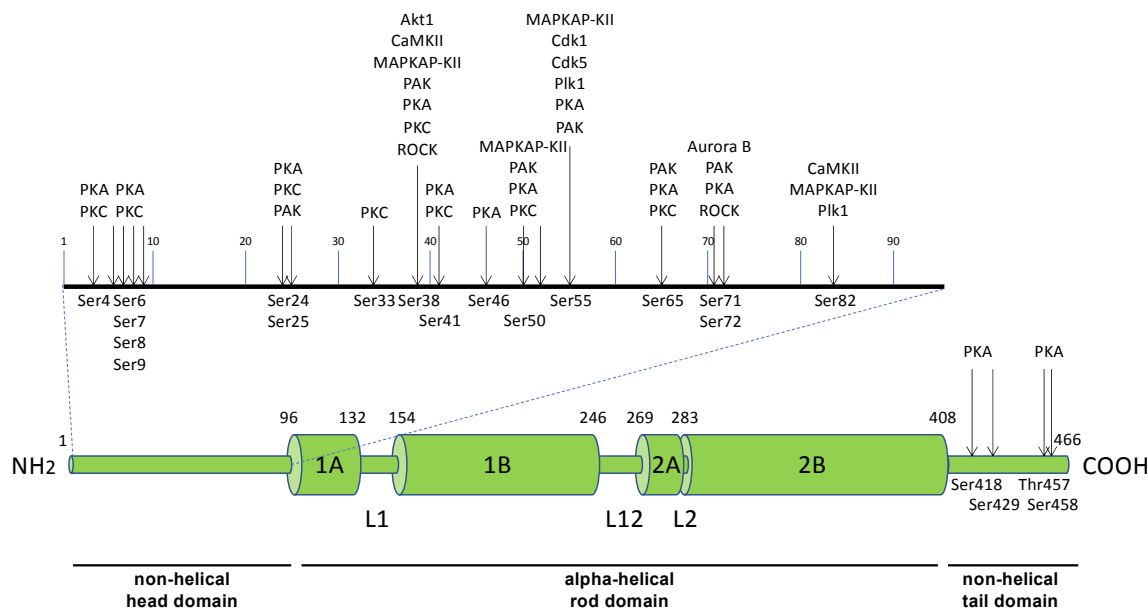 Akt1
CaMKII
MAPKAP-KII
PAK
PKA
PKC
ROCK
MAPKAP-KII
Cdk1
Cdk5
Plk1
PKA
PAK
PKA
PKC
PKA
PKC
PKA
PKC
PAK
PKC
PKA
PKC
PKA
MAPKAP-KII
PAK
PKA
PKC
PAK
PKA
PKC
Aurora B
PAK
PKA
ROCK
CaMKII
MAPKAP-KII
Plk1
1 10 20 30 40 50 60 70 80 90
Ser4
Ser6
Ser7
Ser8
Ser9
Ser24
Ser25
Ser33
Ser38
Ser41
Ser46
Ser50
Ser55
Ser65
Ser71
Ser72
Ser82
PKA PKA
1 96 132 154 246 269 283 408 466
NH2 1A 1B 2A 2B COOH
L1 L12 L2
Ser418
Ser429
Thr457
Ser458
non-helical
head domain
alpha-helical
rod domain
non-helical
tail domain